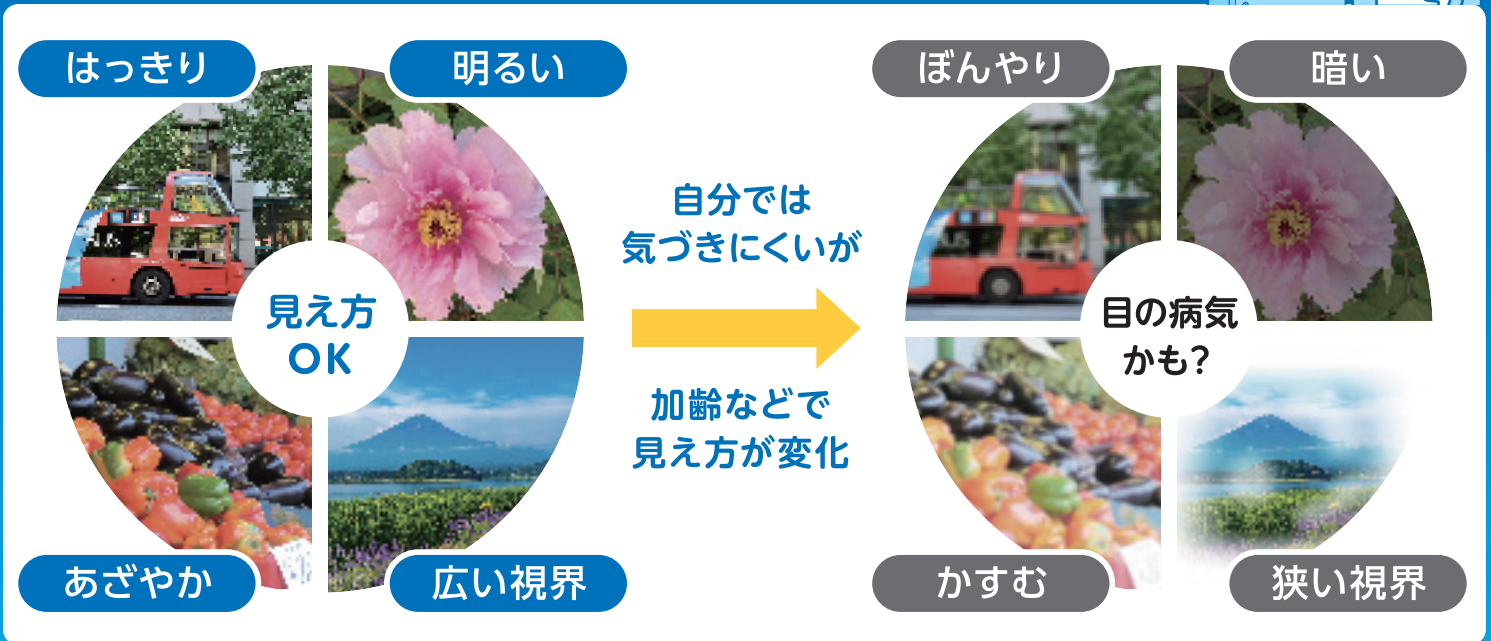 はっきり
明るい
見え方
OK
あざやか
広い視界
自分では
気づきにくいが
加齢などで
見え方が変化
ぼんやり
暗い
目の病気
かも?
かすむ
狭い視界